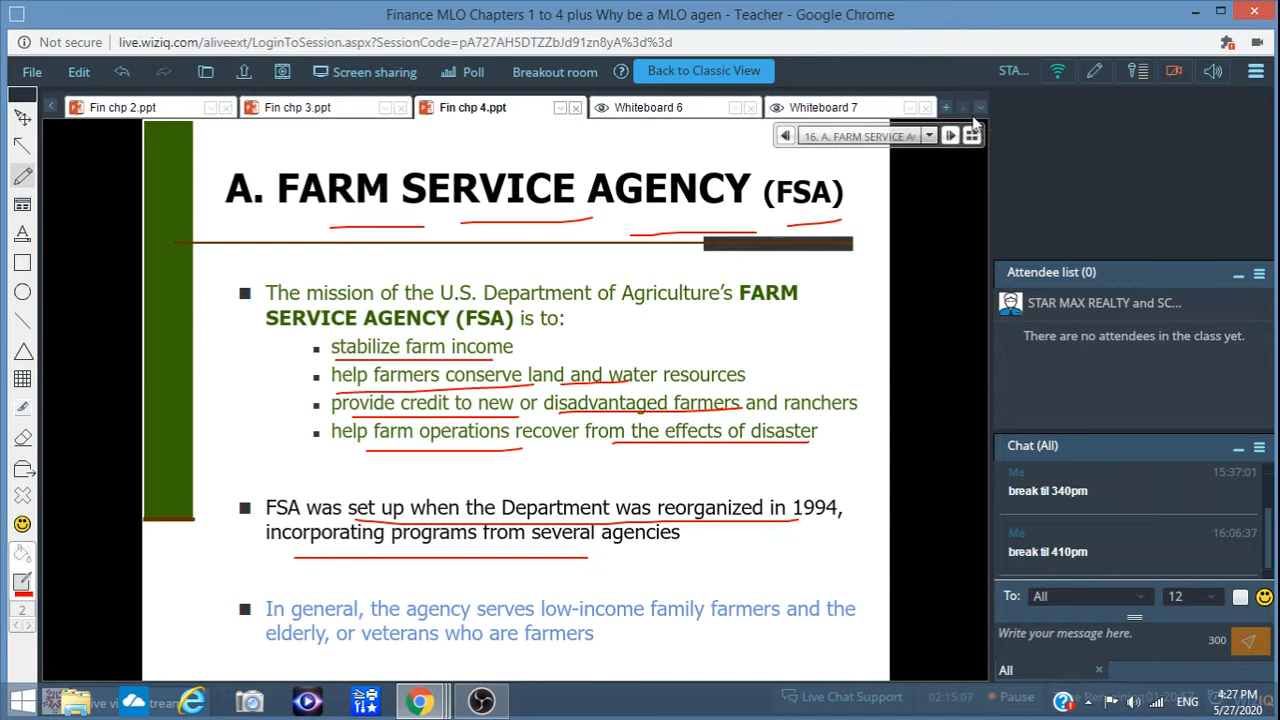 Finance MLO Chapters 1 to 4 plus Why be a MLO agen - Teacher - Google Chrome
Not secure live.wiziq.com/aliveext/LoginToSession.aspx?SessionCode=pA727AH5DTZZbJd91zn8yA%3d%3d
File Edit Screen sharing Poll Breakout room Back to Classic View STA...
Fin chp 2.ppt Fin chp 3.ppt Fin chp 4.ppt Whiteboard 6 Whiteboard 7
16. A. FARM SERVICE A
A. FARM SERVICE AGENCY (FSA)
The mission of the U.S. Department of Agriculture's FARM
SERVICE AGENCY (FSA) is to:
stabilize farm income
help farmers conserve land and water resources
provide credit to new or disadvantaged farmers and ranchers
help farm operations recover from the effects of disaster
FSA was set up when the Department was reorganized in 1994,
incorporating programs from several agencies
In general, the agency serves low-income family farmers and the
elderly, or veterans who are farmers
2
Attendee list (0)
STAR MAX REALTY and SC...
There are no attendees in the class yet.
Chat (All)
Me 15:37:01
break til 340pm
Me 16:06:37
break til 410pm
To: All 12
Write your message here. 300
All
Live Chat Support 02:15:07 Pause
ENG 4:27 PM
5/27/2020